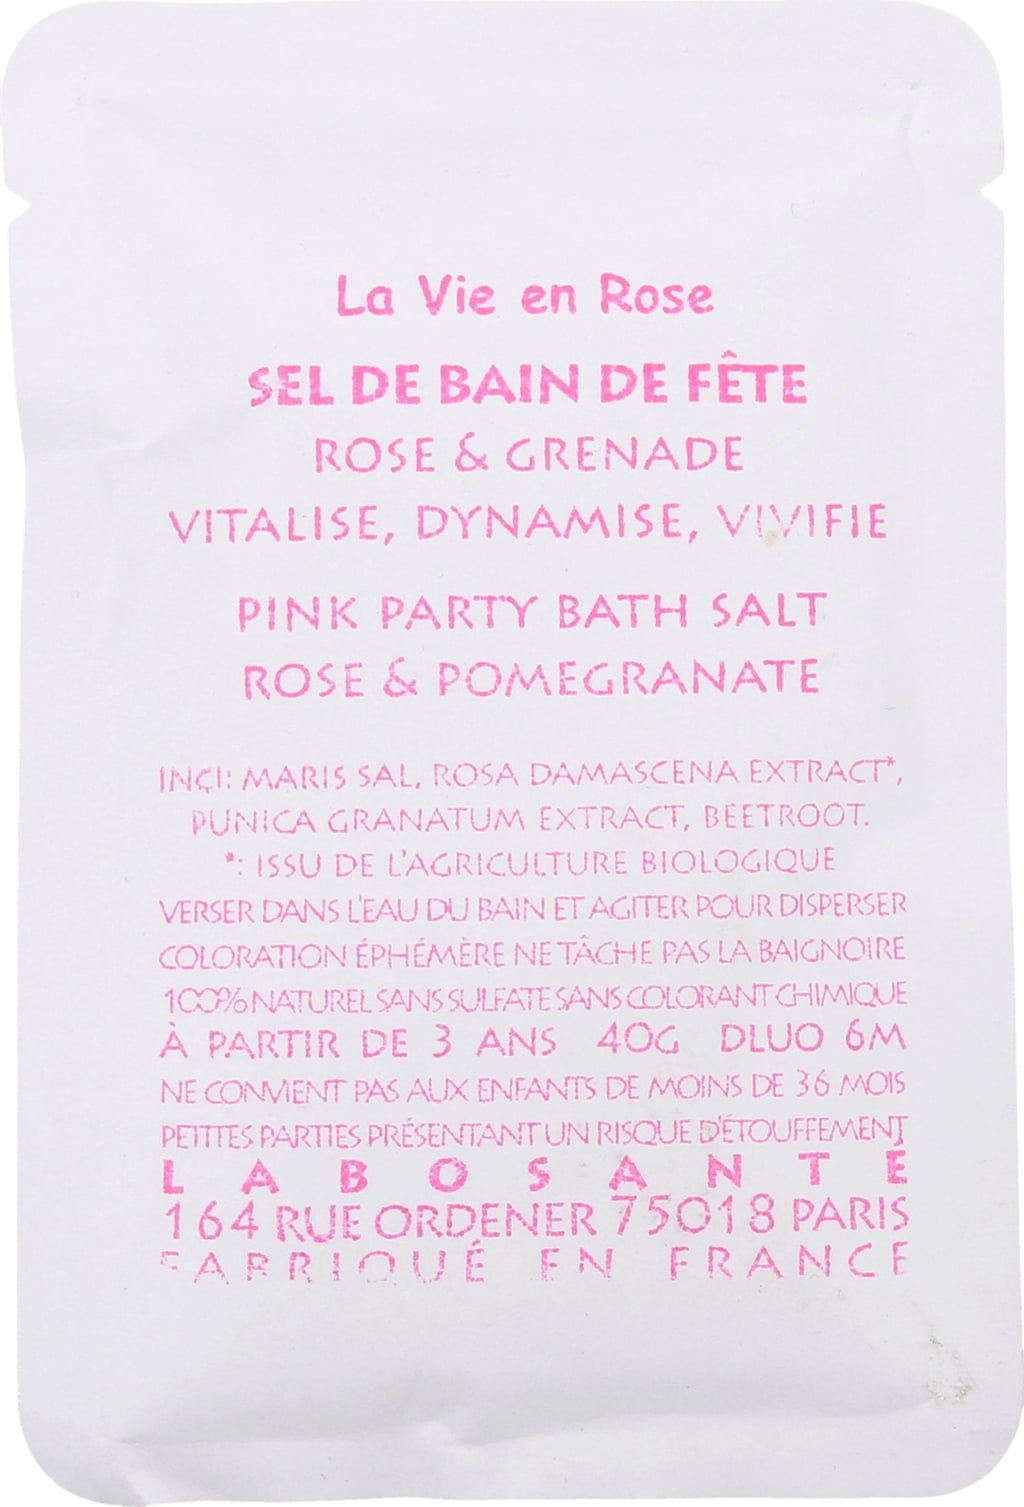 La Vie en Rose
SEL DE BAIN DE FÊTE
ROSE & GRENADE
VITALISE, DYNAMISE, VIVIFIE
PINK PARTY BATH SALT
ROSE & POMEGRANATE
INCI: MARIS SAL, ROSA DAMASCENA EXTRACT*,
PUNICA GRANATUM EXTRACT, BEETROOT.
*: ISSU DE L'AGRICULTURE BIOLOGIQUE
VERSER DANS L'EAU DU BAIN ET AGITER POUR DISPERSER
COLORATION ÉPHÉMÈRE NE TÂCHE PAS LA BAIGNOIRE
100% NATUREL SANS SULFATE SANS COLORANT CHIMIQUE
À PARTIR DE 3 ANS 40G DLUO 6M
NE CONVIENT PAS AUX ENFANTS DE MOINS DE 36 MOIS
PETITES PARTIES PRÉSENTANT UN RISQUE D'ÉTOUFFEMENT
LABOSANTÉ
164 RUE ORDENER 75018 PARIS
FABRIQUÉ EN FRANCE